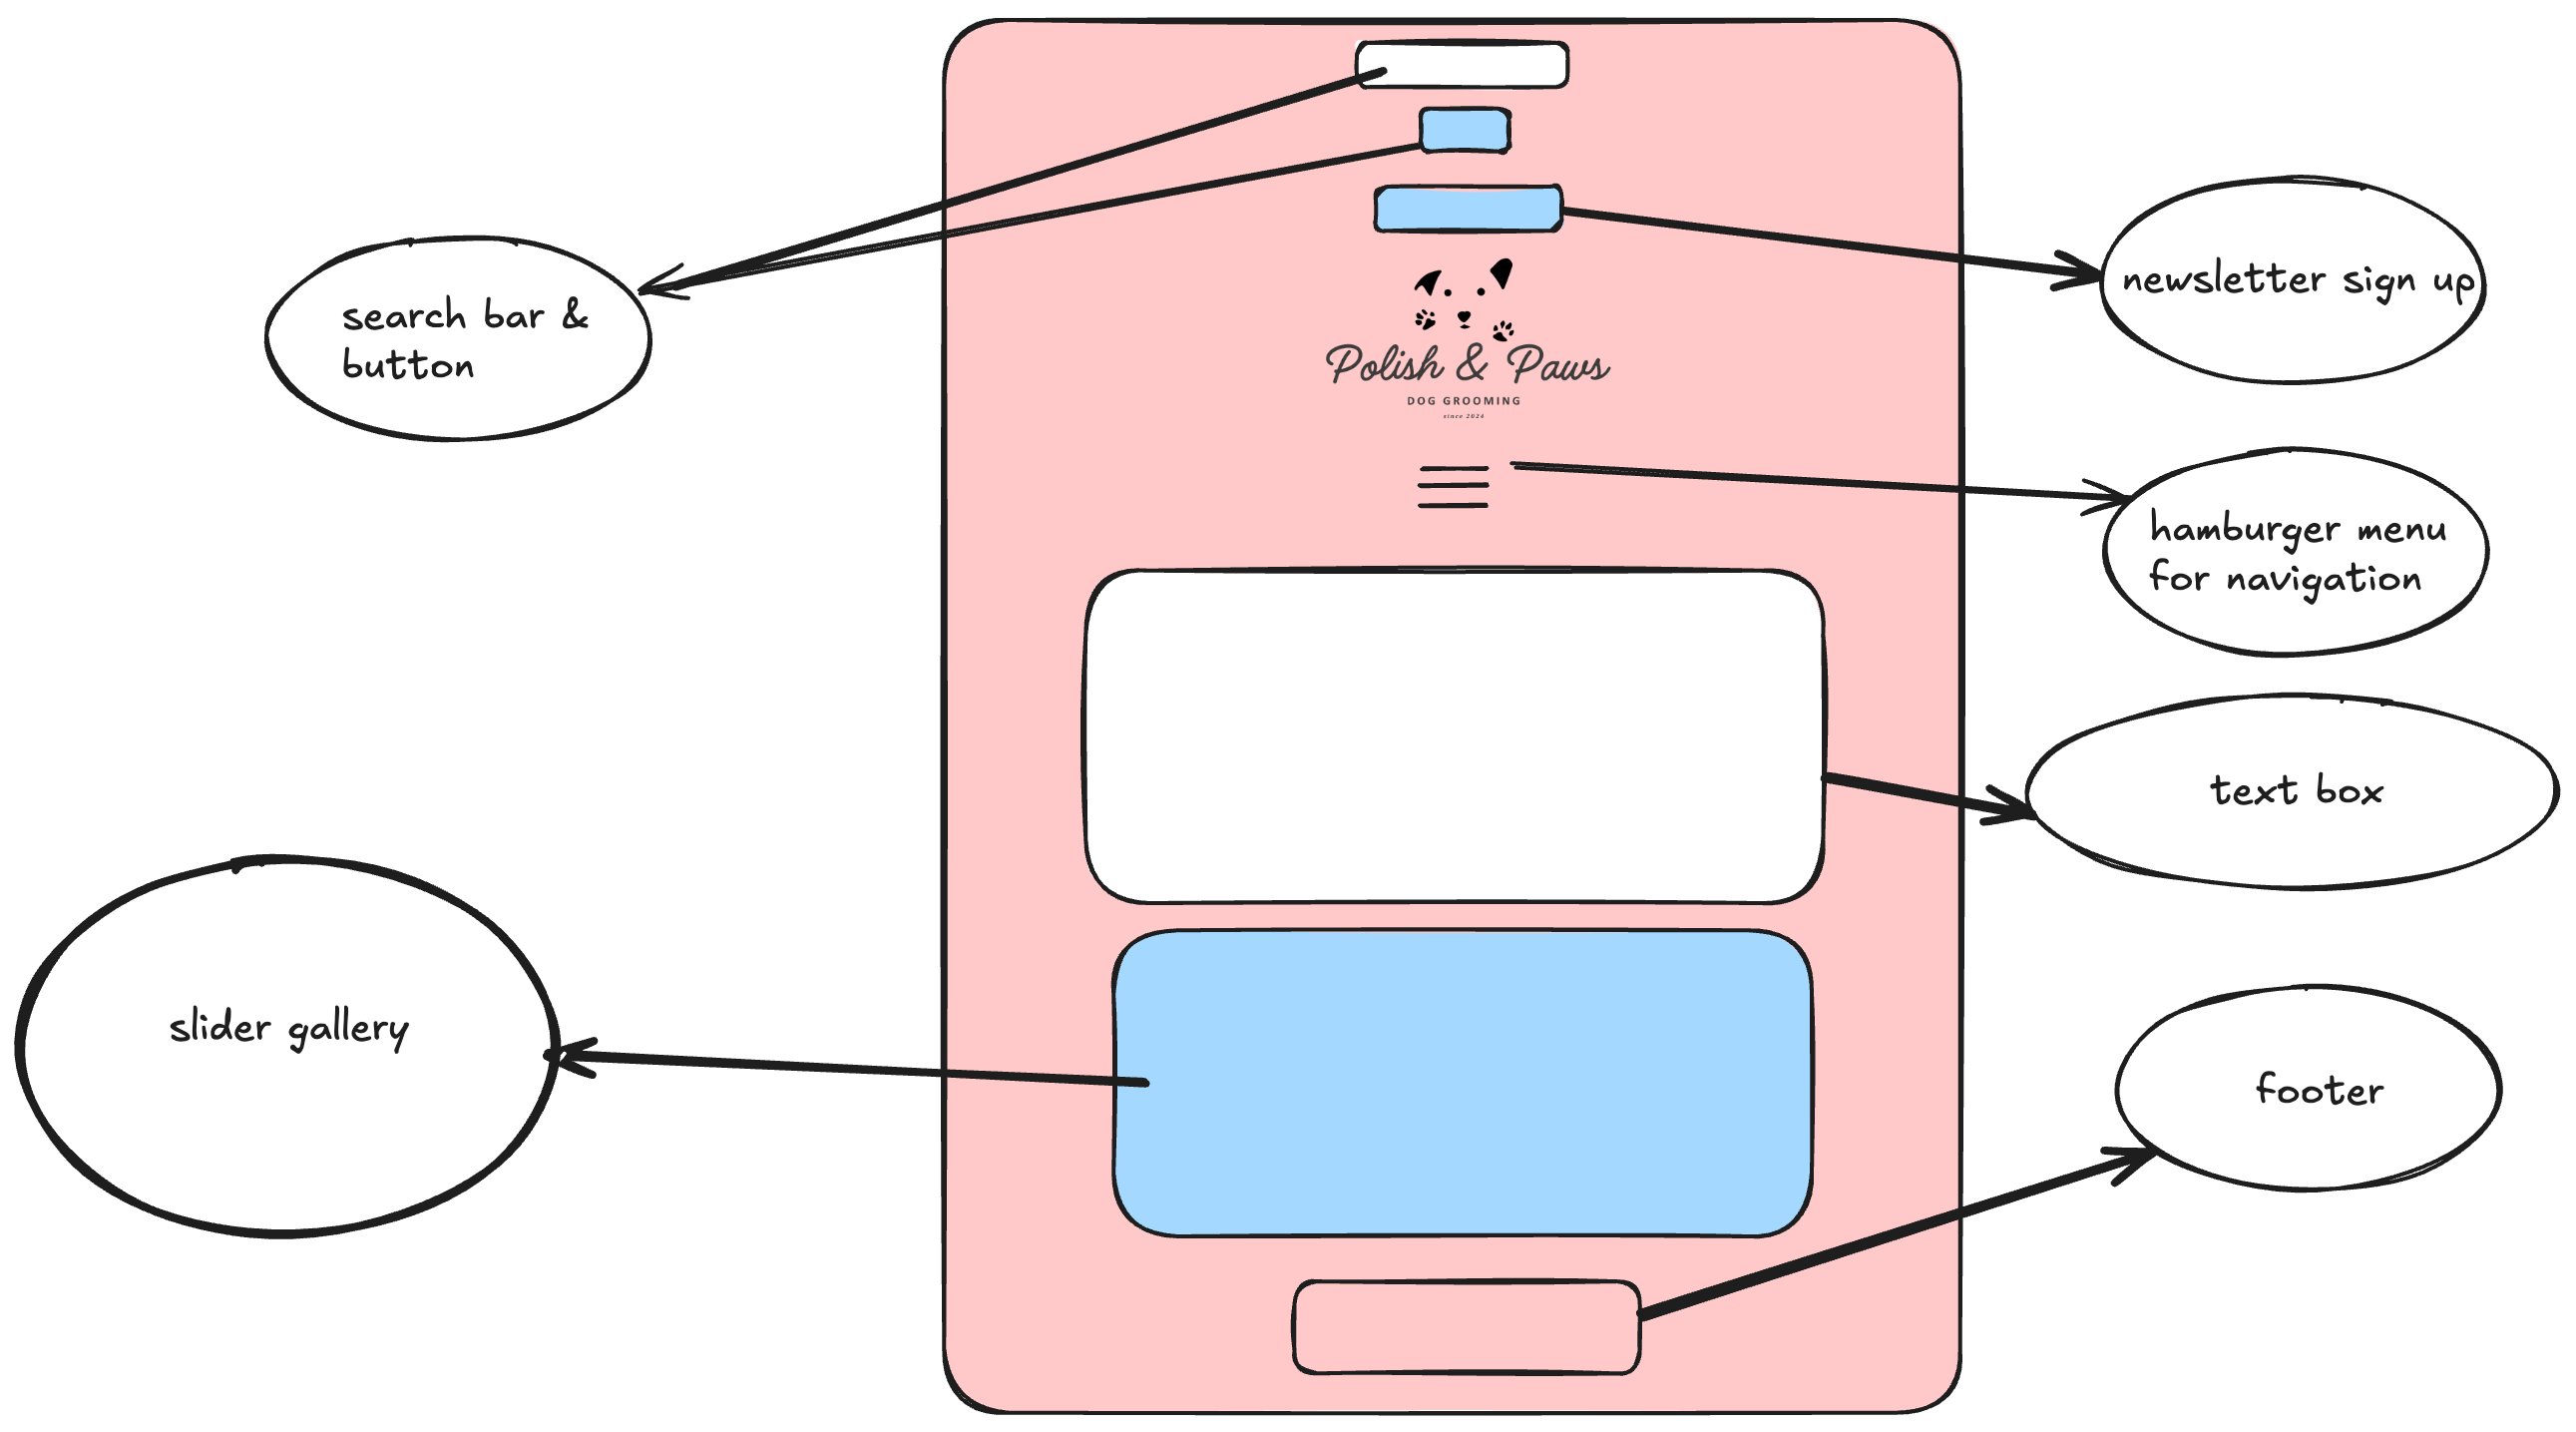 search bar &
button
newsletter sign up
Polish & Paws
DOG GROOMING
since 2024
hamburger menu
for navigation
text box
slider gallery
footer